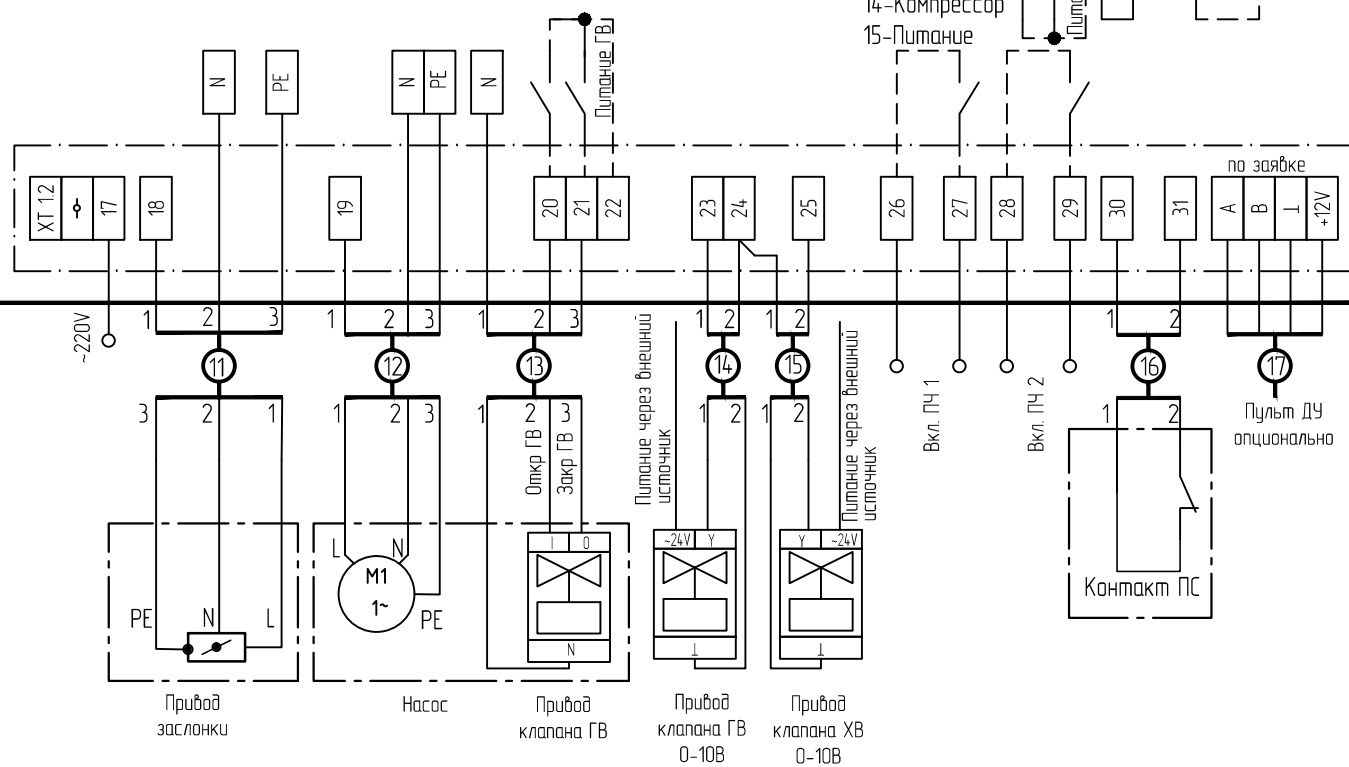 14-Компрессор
15-Питание
Пита
Питание ГВ
N
PE
N
PE
N
по заявке
ХТ 1.2
17
18
19
20
21
22
23
24
25
26
27
28
29
30
31
A
B
⊥
+12V
~220V
1 2 3
1 2 3
1 2 3
1 2
1 2
1 2
11
12
13
14
15
16
17
3 2 1
1 2 3
1 2 3
1 2
1 2
1 2
Откр ГВ
Закр ГВ
Питание через внешний
источник
Питание через внешний
источник
Вкл. ПЧ 1
Вкл. ПЧ 2
Пульт ДУ
опционально
PE N L
L N
M1
1~
PE
I O
N
~24V Y
⊥
Y ~24V
⊥
Контакт ПС
Привод
заслонки
Насос
Привод
клапана ГВ
Привод
клапана ГВ
0-10В
Привод
клапана ХВ
0-10В